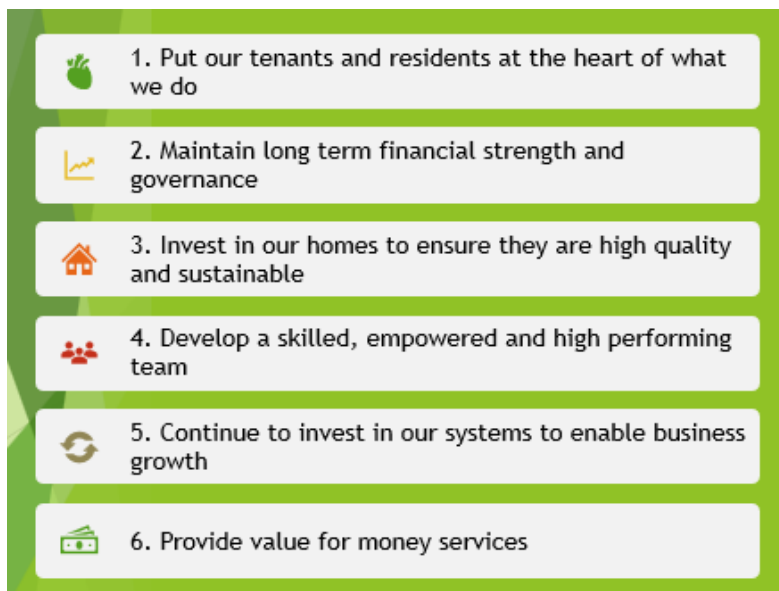 1. Put our tenants and residents at the heart of what
we do
2. Maintain long term financial strength and
governance
3. Invest in our homes to ensure they are high quality
and sustainable
4. Develop a skilled, empowered and high performing
team
5. Continue to invest in our systems to enable business
growth
6. Provide value for money services